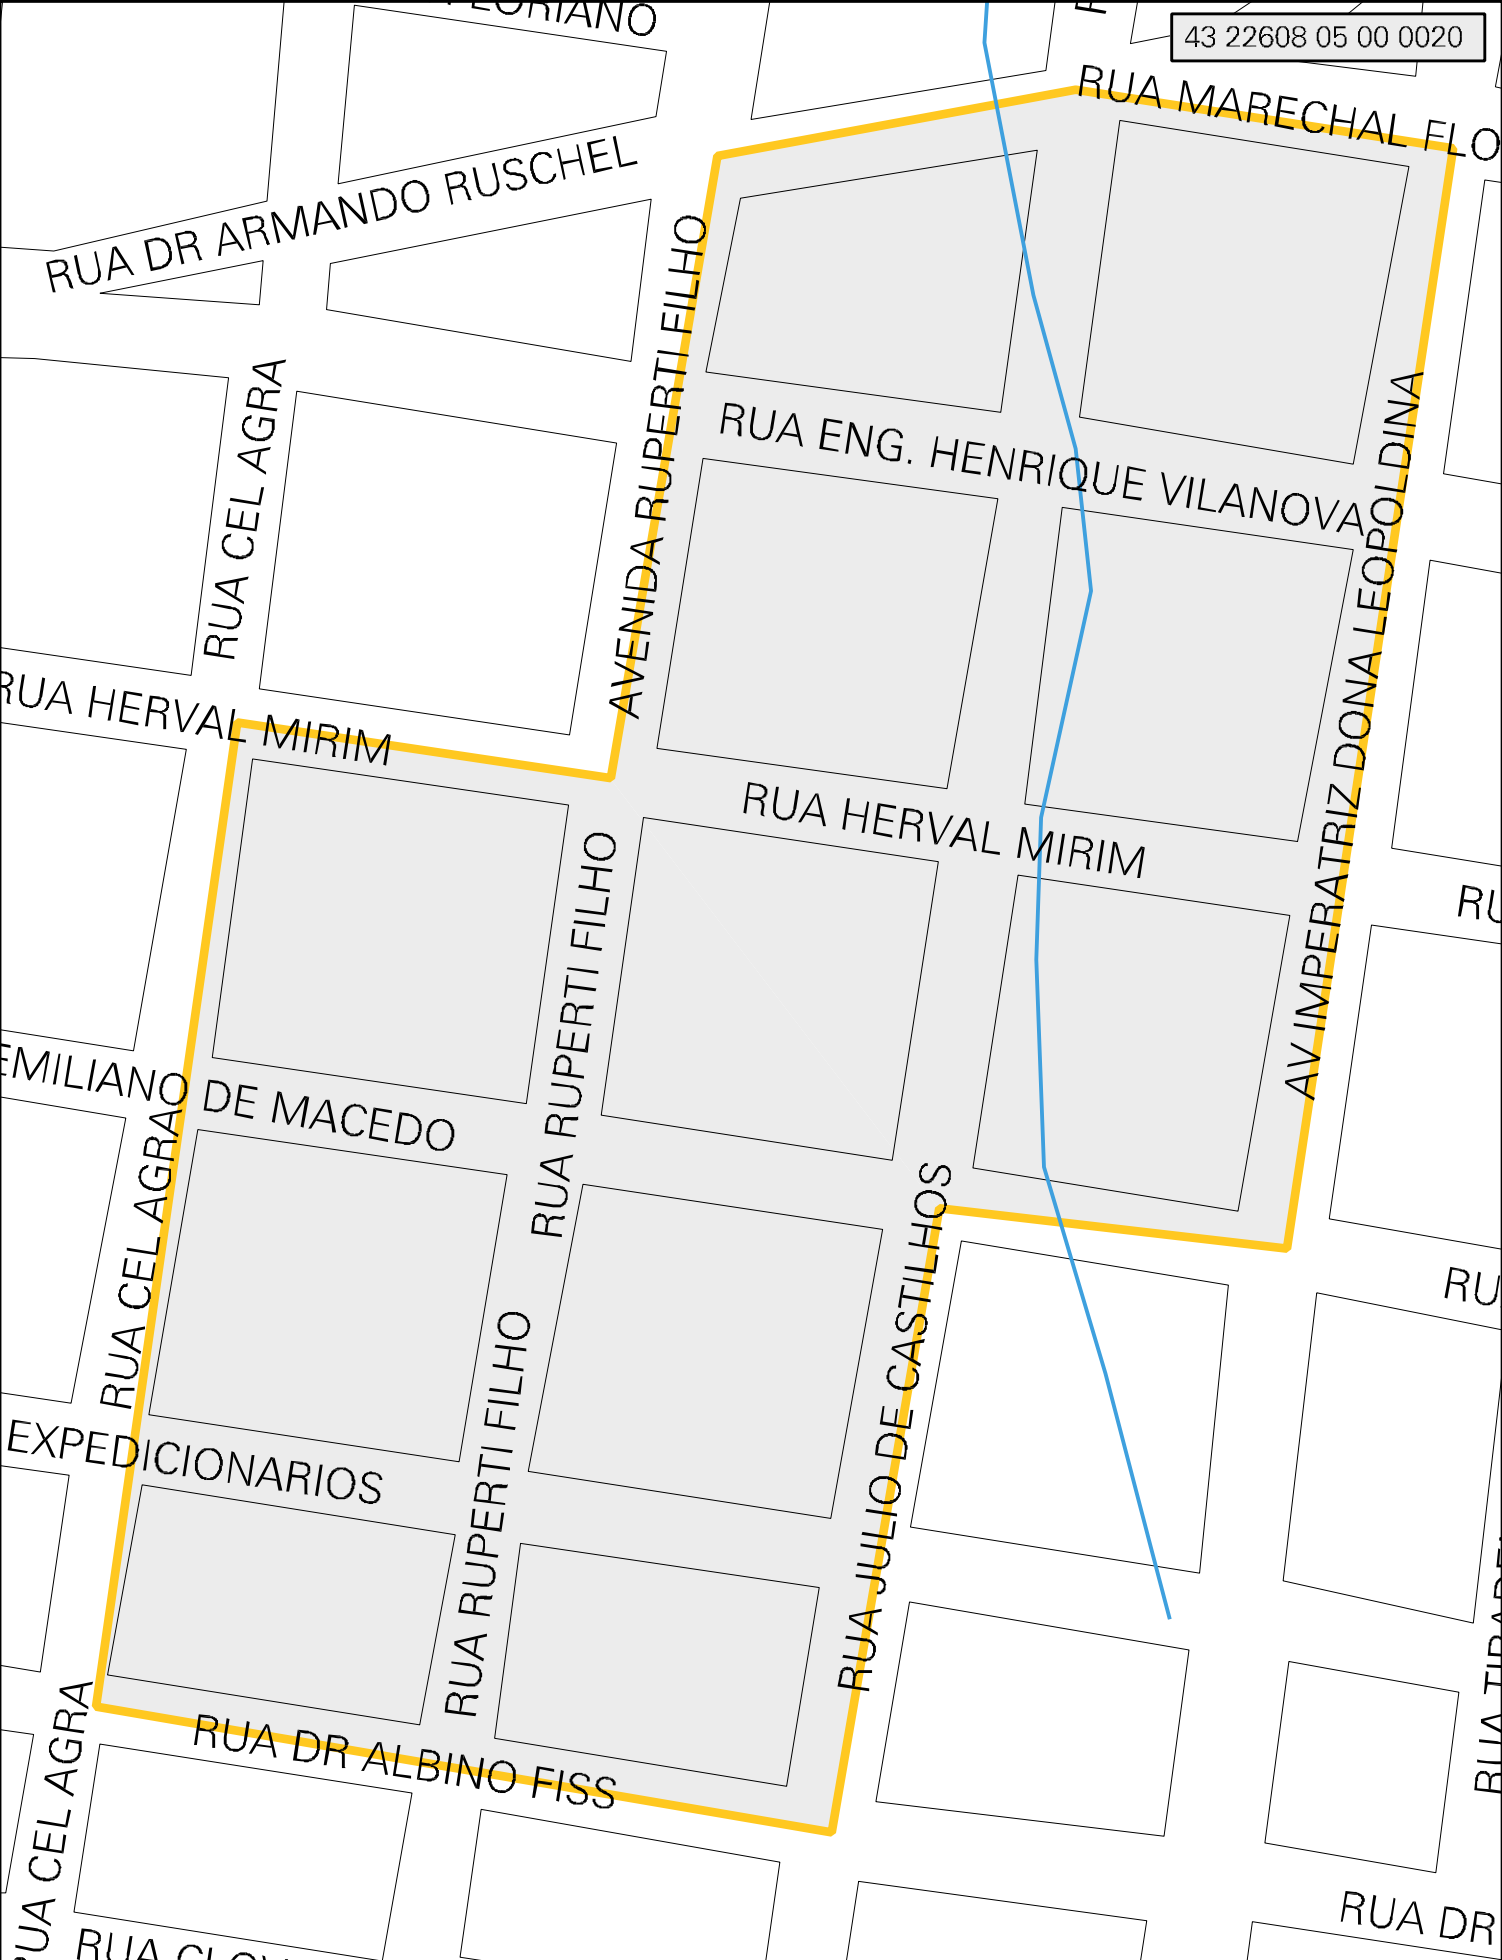 43 22608 05 00 0020
RUA MARECHAL FLO
RUA DR ARMANDO RUSCHEL
AVENIDA RUPERTI FILHO
RUA CEL AGRA
RUA ENG. HENRIQUE VILANOVA
AV IMPERATRIZ DONA LEOPOLDINA
RUA HERVAL MIRIM
RUA HERVAL MIRIM
RUA RUPERTI FILHO
EMILIANO DE MACEDO
RUA CEL AGRA
RUA JULIO DE CASTILHOS
RU
RU
EXPEDICIONARIOS
RUA RUPERTI FILHO
RUA DR ALBINO FISS
RUA CEL AGRA
RUA DR